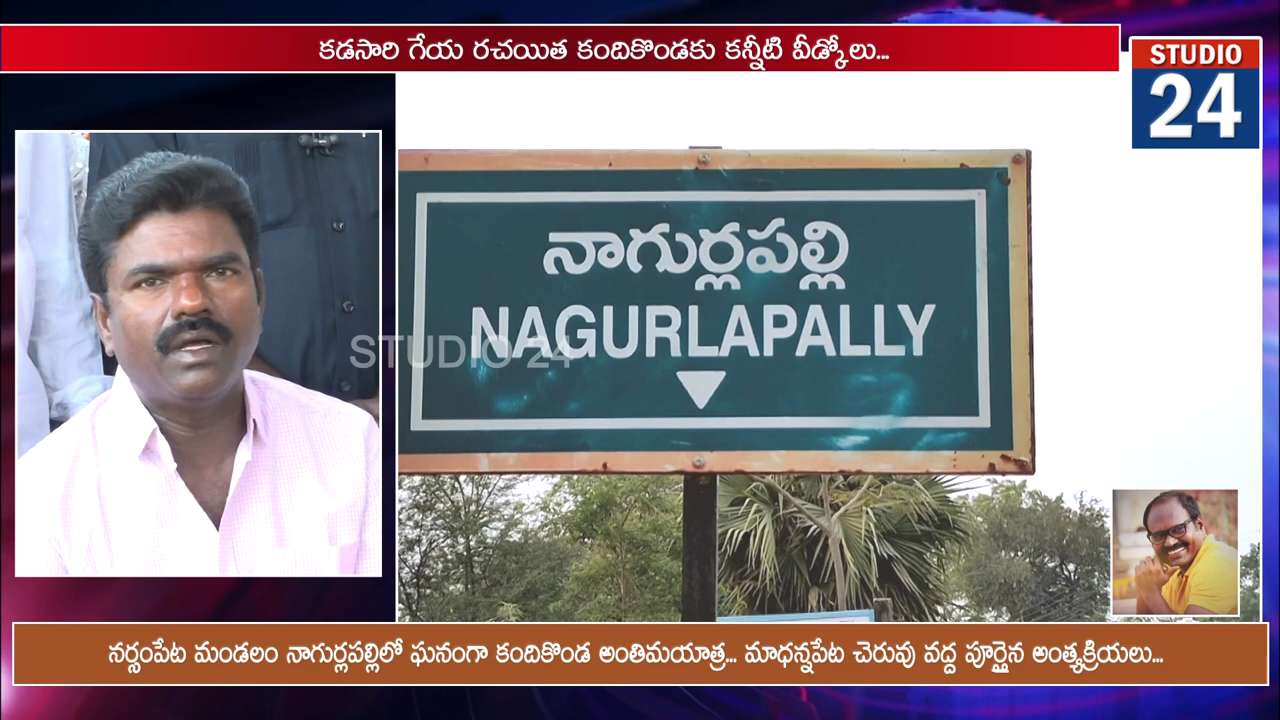 కడసారి గేయ రచయిత కందికొండకు కన్నీటి వీడ్కోలు...
STUDIO
24
నాగుర్లపల్లి
NAGURLAPALLY
STUDIO 24
నర్సంపేట మండలం నాగుర్లపల్లిలో ఘనంగా కందికొండ అంతిమయాత్ర... మాధన్నపేట చెరువు వద్ద పూర్తైన అంత్యక్రియలు...